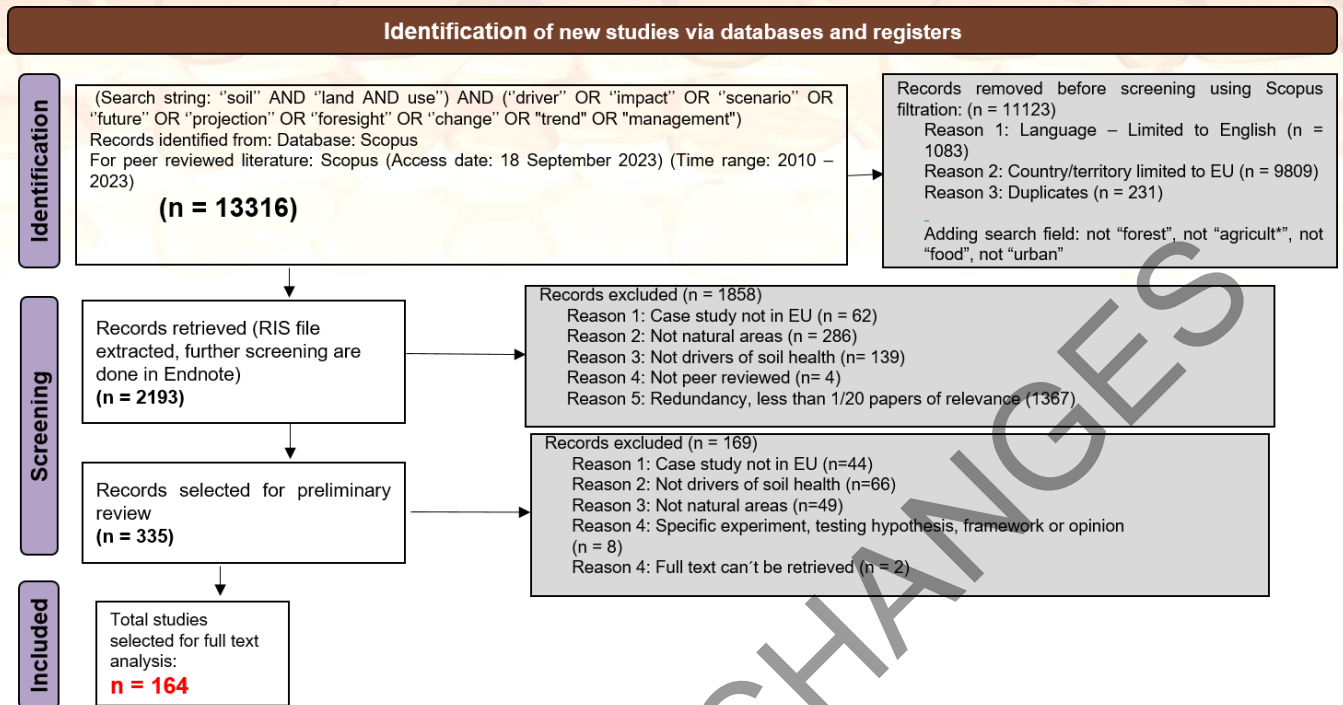 Identification of new studies via databases and registers
Identification
(Search string: ‘’soil’’ AND ‘’land AND use’’) AND (‘’driver’’ OR ‘’impact’’ OR ‘’scenario’’ OR
‘’future’’ OR ‘’projection’’ OR ‘’foresight’’ OR ‘’change’’ OR "trend" OR "management")
Records identified from: Database: Scopus
For peer reviewed literature: Scopus (Access date: 18 September 2023) (Time range: 2010 –
2023)
(n = 13316)
Records removed before screening using Scopus
filtration: (n = 11123)
Reason 1: Language – Limited to English (n =
1083)
Reason 2: Country/territory limited to EU (n = 9809)
Reason 3: Duplicates (n = 231)
-
Adding search field: not “forest”, not “agricult*”, not
“food”, not “urban”
Screening
Records retrieved (RIS file
extracted, further screening are
done in Endnote)
(n = 2193)
Records excluded (n = 1858)
Reason 1: Case study not in EU (n = 62)
Reason 2: Not natural areas (n = 286)
Reason 3: Not drivers of soil health (n= 139)
Reason 4: Not peer reviewed (n= 4)
Reason 5: Redundancy, less than 1/20 papers of relevance (1367)
Records selected for preliminary
review
(n = 335)
Records excluded (n = 169)
Reason 1: Case study not in EU (n=44)
Reason 2: Not drivers of soil health (n=66)
Reason 3: Not natural areas (n=49)
Reason 4: Specific experiment, testing hypothesis, framework or opinion
(n = 8)
Reason 4: Full text can´t be retrieved (n = 2)
Included
Total studies
selected for full text
analysis:
n = 164
CHANGES